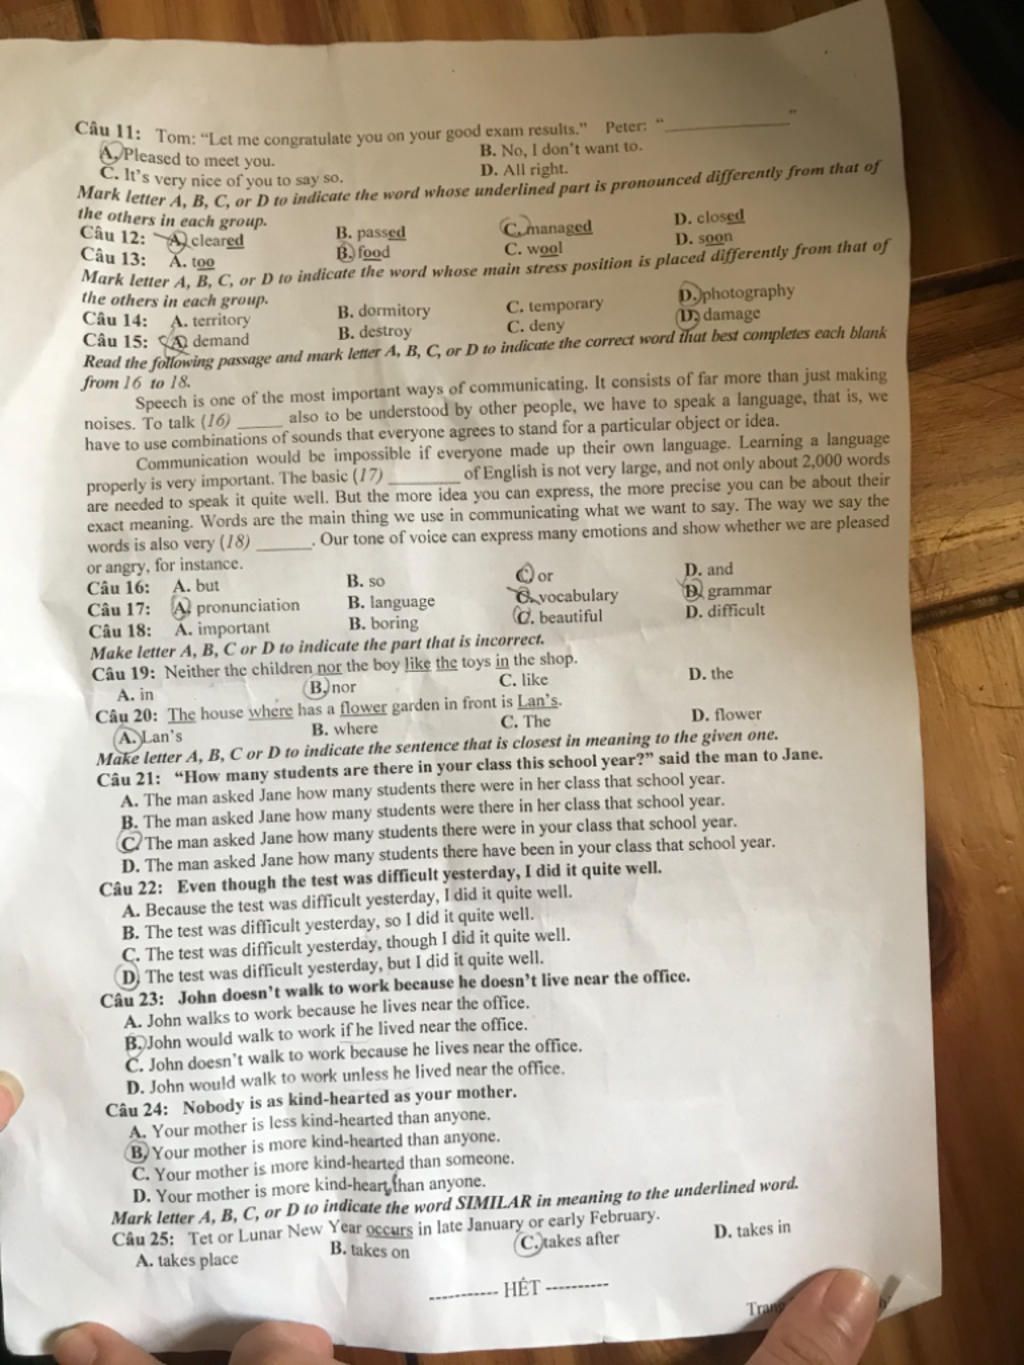 Câu 11: Tom: “Let me congratulate you on your good exam results.” Peter: “____________”
A. Pleased to meet you. B. No, I don’t want to.
C. It’s very nice of you to say so. D. All right.
Mark letter A, B, C, or D to indicate the word whose underlined part is pronounced differently from that of
the others in each group.
Câu 12: A. cleared B. passed C. managed D. closed
Câu 13: A. too B. food C. wool D. soon
Mark letter A, B, C, or D to indicate the word whose main stress position is placed differently from that of
the others in each group.
Câu 14: A. territory B. dormitory C. temporary D. photography
Câu 15: A. demand B. destroy C. deny D. damage
Read the following passage and mark letter A, B, C, or D to indicate the correct word that best completes each blank
from 16 to 18.
Speech is one of the most important ways of communicating. It consists of far more than just making
noises. To talk (16) _____ also to be understood by other people, we have to speak a language, that is, we
have to use combinations of sounds that everyone agrees to stand for a particular object or idea.
Communication would be impossible if everyone made up their own language. Learning a language
properly is very important. The basic (17) ________ of English is not very large, and not only about 2,000 words
are needed to speak it quite well. But the more idea you can express, the more precise you can be about their
exact meaning. Words are the main thing we use in communicating what we want to say. The way we say the
words is also very (18) ______. Our tone of voice can express many emotions and show whether we are pleased
or angry, for instance.
Câu 16: A. but B. so C. or D. and
Câu 17: A. pronunciation B. language C. vocabulary D. grammar
Câu 18: A. important B. boring C. beautiful D. difficult
Make letter A, B, C or D to indicate the part that is incorrect.
Câu 19: Neither the children nor the boy like the toys in the shop.
A. in B. nor C. like D. the
Câu 20: The house where has a flower garden in front is Lan’s.
A. Lan’s B. where C. The D. flower
Make letter A, B, C or D to indicate the sentence that is closest in meaning to the given one.
Câu 21: “How many students are there in your class this school year?” said the man to Jane.
A. The man asked Jane how many students there were in her class that school year.
B. The man asked Jane how many students were there in her class that school year.
C. The man asked Jane how many students there were in your class that school year.
D. The man asked Jane how many students there have been in your class that school year.
Câu 22: Even though the test was difficult yesterday, I did it quite well.
A. Because the test was difficult yesterday, I did it quite well.
B. The test was difficult yesterday, so I did it quite well.
C. The test was difficult yesterday, though I did it quite well.
D. The test was difficult yesterday, but I did it quite well.
Câu 23: John doesn’t walk to work because he doesn’t live near the office.
A. John walks to work because he lives near the office.
B. John would walk to work if he lived near the office.
C. John doesn’t walk to work because he lives near the office.
D. John would walk to work unless he lived near the office.
Câu 24: Nobody is as kind-hearted as your mother.
A. Your mother is less kind-hearted than anyone.
B. Your mother is more kind-hearted than anyone.
C. Your mother is more kind-hearted than someone.
D. Your mother is more kind-heart than anyone.
Mark letter A, B, C, or D to indicate the word SIMILAR in meaning to the underlined word.
Câu 25: Tet or Lunar New Year occurs in late January or early February.
A. takes place B. takes on C. takes after D. takes in
----------- HẾT ----------